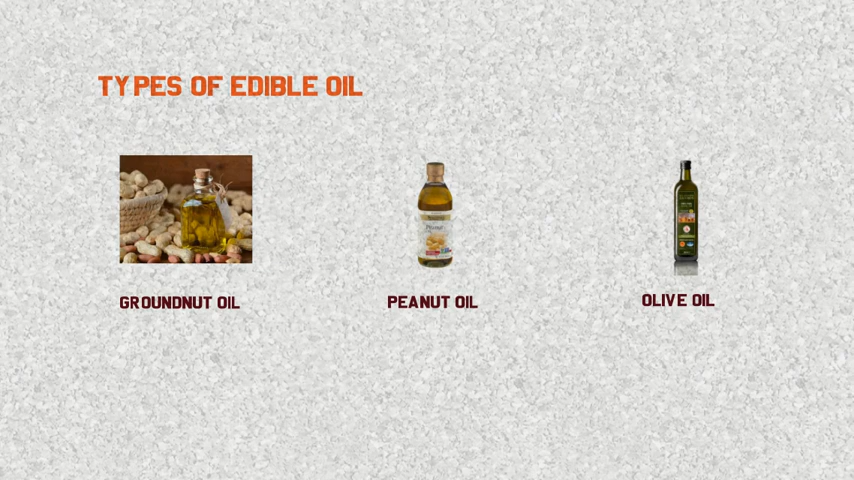 TYPES OF EDIBLE OIL
GROUNDNUT OIL
PEANUT OIL
OLIVE OIL